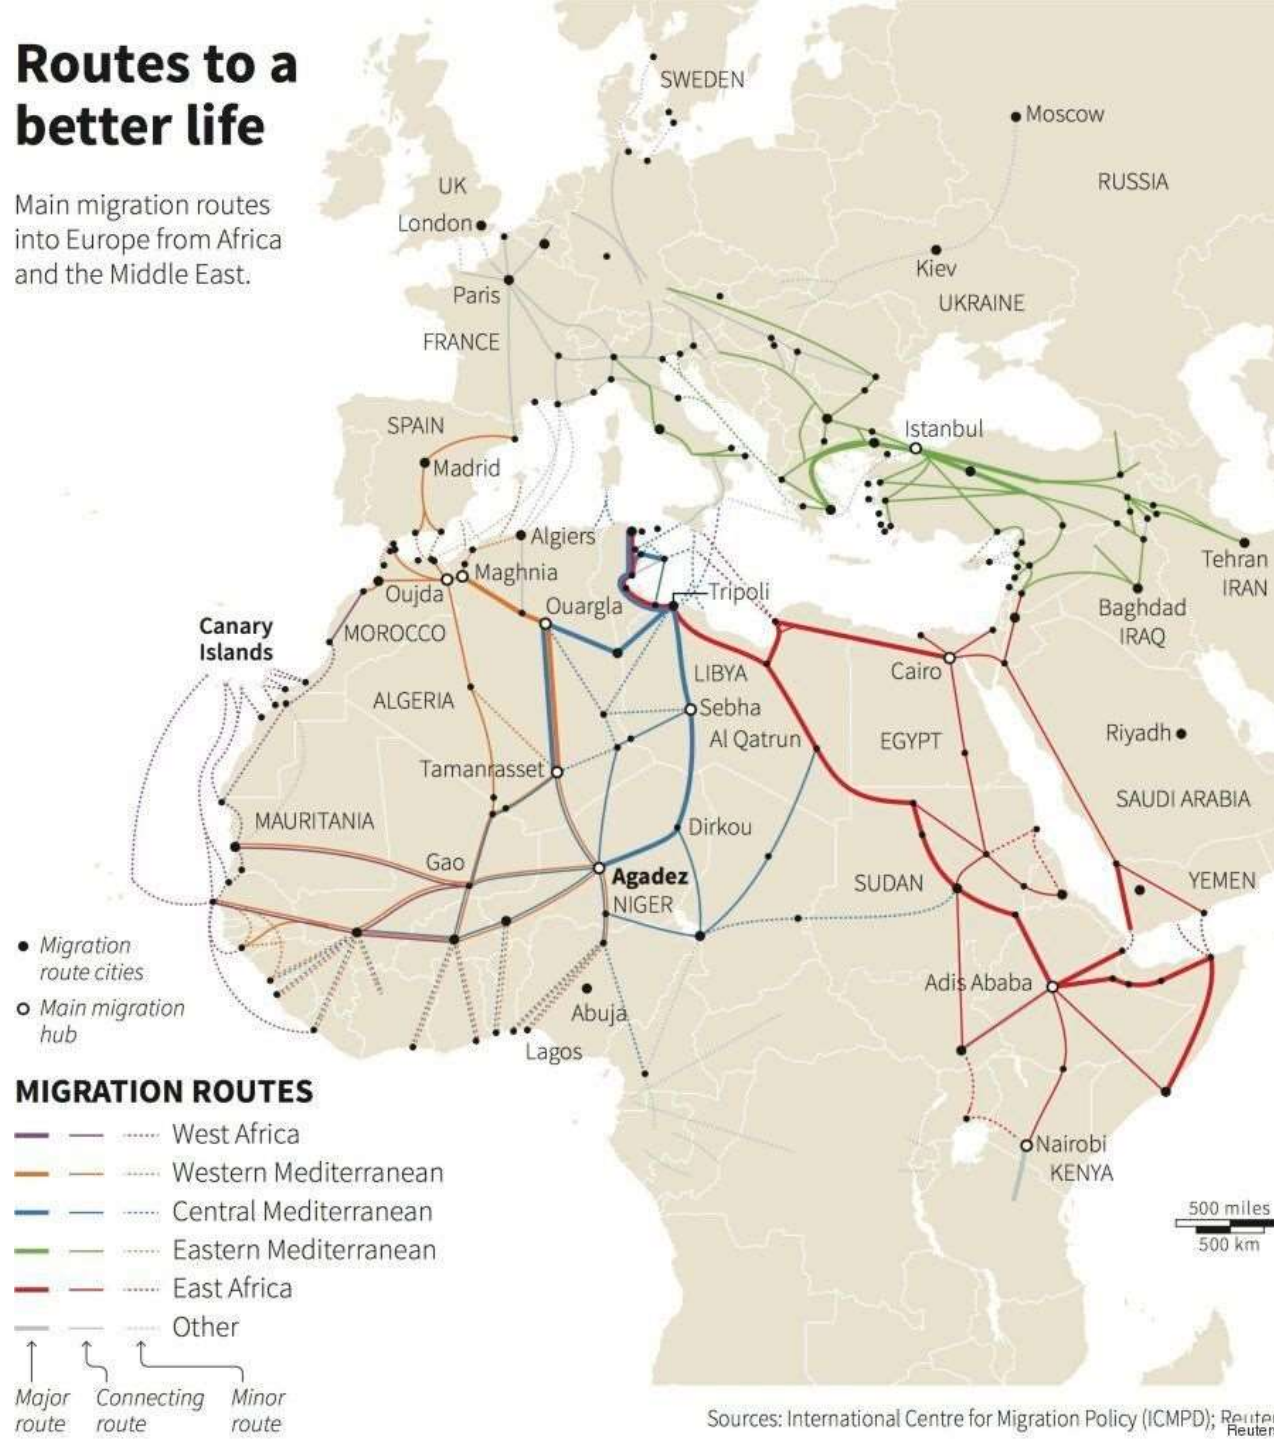 Routes to a
better life
Main migration routes
into Europe from Africa
and the Middle East.
SWEDEN
Moscow
RUSSIA
UK
London
Kiev
Paris
UKRAINE
FRANCE
SPAIN
Istanbul
Madrid
Algiers
Tehran
IRAN
Maghnia
Oujda
Ouargla
Tripoli
Baghdad
IRAQ
Canary
Islands
MOROCCO
LIBYA
Cairo
ALGERIA
Sebha
Al Qatrun
EGYPT
Riyadh
Tamanrasset
SAUDI ARABIA
MAURITANIA
Dirkou
Gao
Agadez
NIGER
SUDAN
YEMEN
Migration
route cities
Main migration
hub
Adis Ababa
Abuja
Lagos
Nairobi
KENYA
MIGRATION ROUTES
West Africa
Western Mediterranean
Central Mediterranean
Eastern Mediterranean
East Africa
Other
Major
route
Connecting
route
Minor
route
500 miles
500 km
Sources: International Centre for Migration Policy (ICMPD);